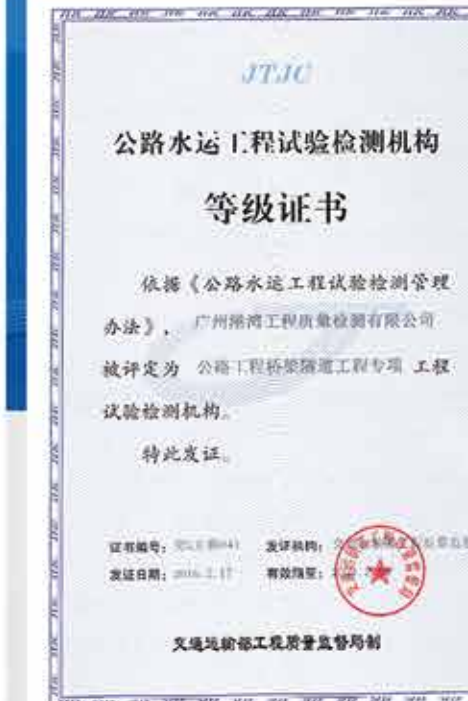 JTJC
公路水运工程试验检测机构
等级证书
依据《公路水运工程试验检测管理
办法》，广州港湾工程质量检测有限公司
被评定为 公路工程桥梁隧道工程专项 工程
试验检测机构。
特此发证。
证书编号： 发证机构：
发证日期：2016.2.17 有效期至：
交通运输部工程质量监督局制